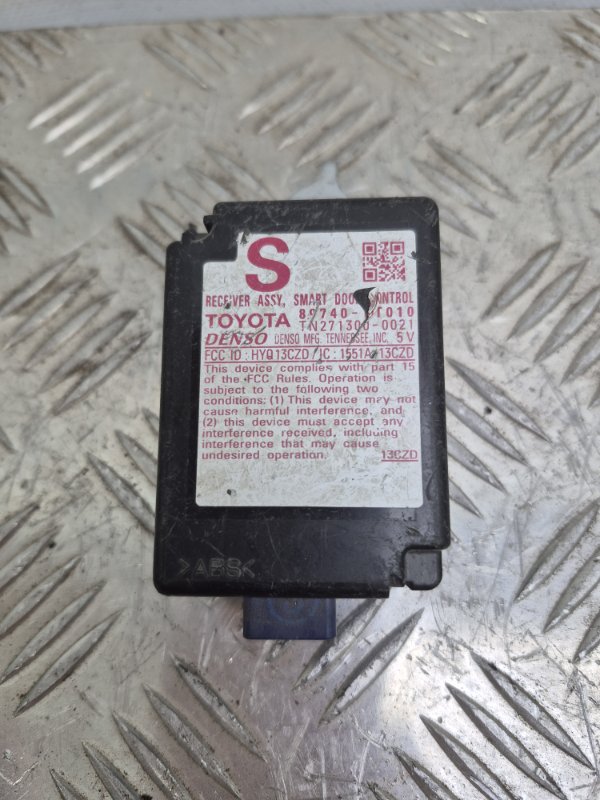 S
RECEIVER ASSY, SMART DOOR CONTROL
TOYOTA 89740- T010
DENSO TN271300-0021
DENSO MFG. TENNESSEE, INC. 5V
FCC ID : HYQ13CZD IC : 1551A-13CZD
This device complies with part 15
of the FCC Rules. Operation is
subject to the following two
conditions: (1) This device may not
cause harmful interference, and
(2) this device must accept any
interference received, including
interference that may cause
undesired operation. 13CZD
>ABS<